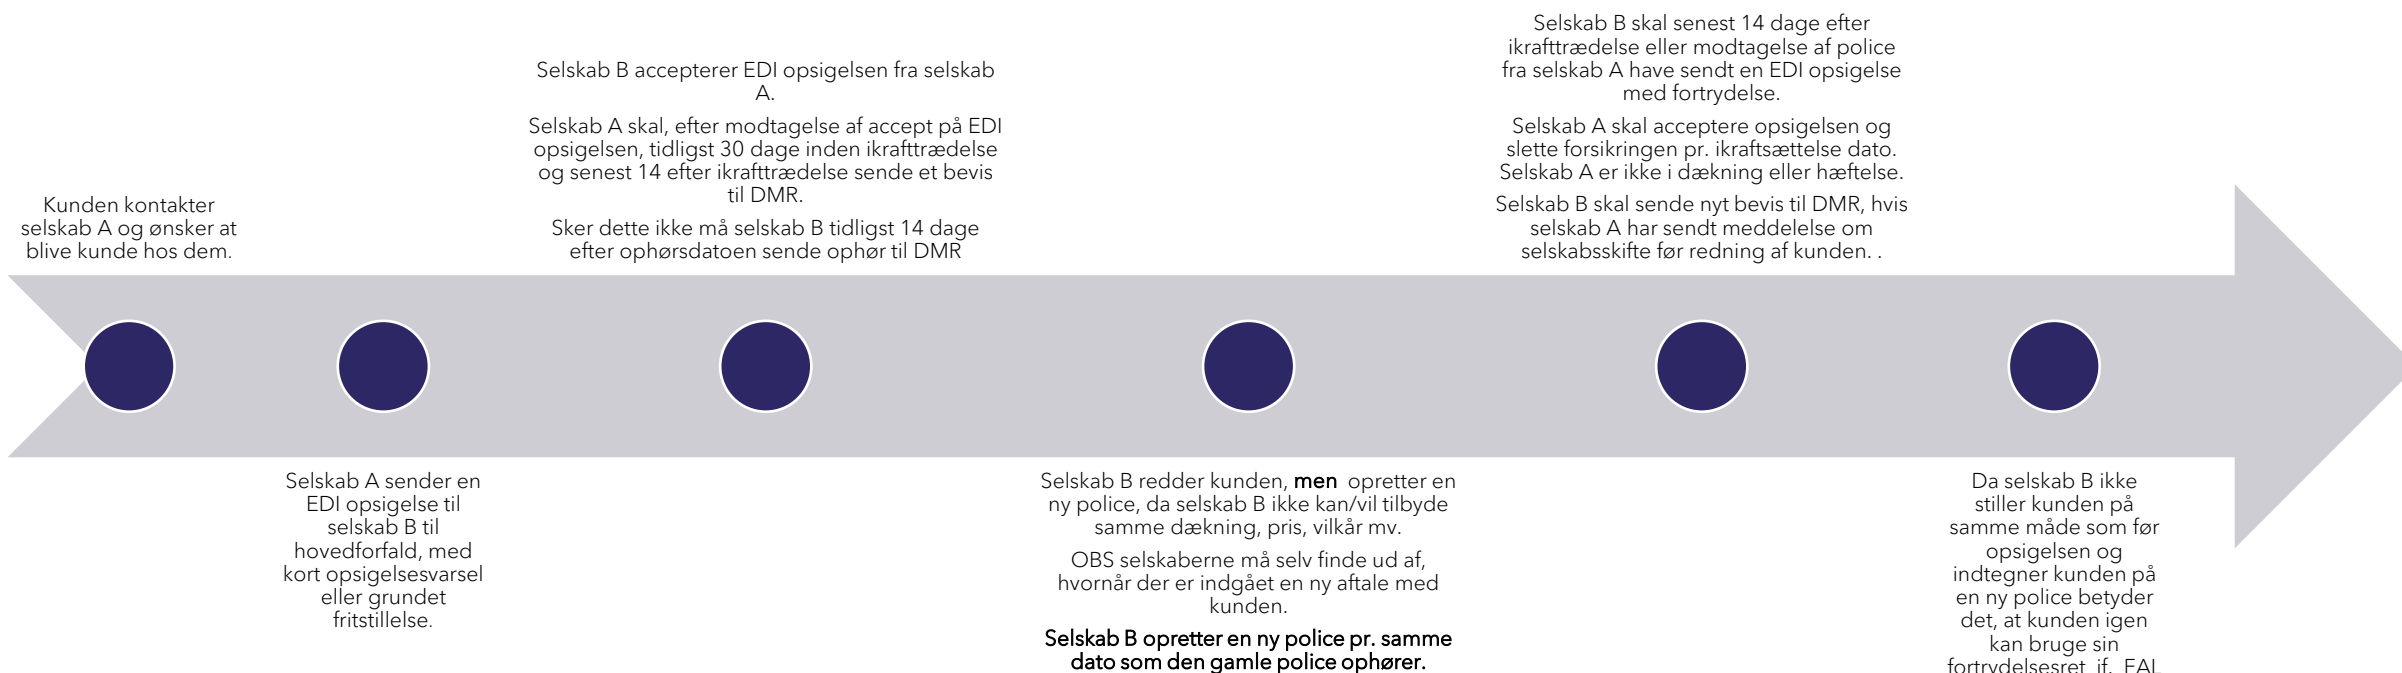 Kunden kontakter
selskab A og ønsker at
blive kunde hos dem.
Selskab A sender en
EDI opsigelse til
selskab B til
hovedforfald, med
kort opsigelsesvarsel
eller grundet
fritstillelse.
Selskab B accepterer EDI opsigelsen fra selskab
A.
Selskab A skal, efter modtagelse af accept på EDI
opsigelsen, tidligst 30 dage inden ikrafttrædelse
og senest 14 efter ikrafttrædelse sende et bevis
til DMR.
Sker dette ikke må selskab B tidligst 14 dage
efter ophørsdatoen sende ophør til DMR
Selskab B redder kunden, men opretter en
ny police, da selskab B ikke kan/vil tilbyde
samme dækning, pris, vilkår mv.
OBS selskaberne må selv finde ud af,
hvornår der er indgået en ny aftale med
kunden.
Selskab B opretter en ny police pr. samme
dato som den gamle police ophører.
Selskab B skal senest 14 dage efter
ikrafttrædelse eller modtagelse af police
fra selskab A have sendt en EDI opsigelse
med fortrydelse.
Selskab A skal acceptere opsigelsen og
slette forsikringen pr. ikraftsættelse dato.
Selskab A er ikke i dækning eller hæftelse.
Selskab B skal sende nyt bevis til DMR, hvis
selskab A har sendt meddelelse om
selskabsskifte før redning af kunden. .
Da selskab B ikke
stiller kunden på
samme måde som før
opsigelsen og
indtegner kunden på
en ny police betyder
det, at kunden igen
kan bruge sin
fortrydelsesret jf. FAL